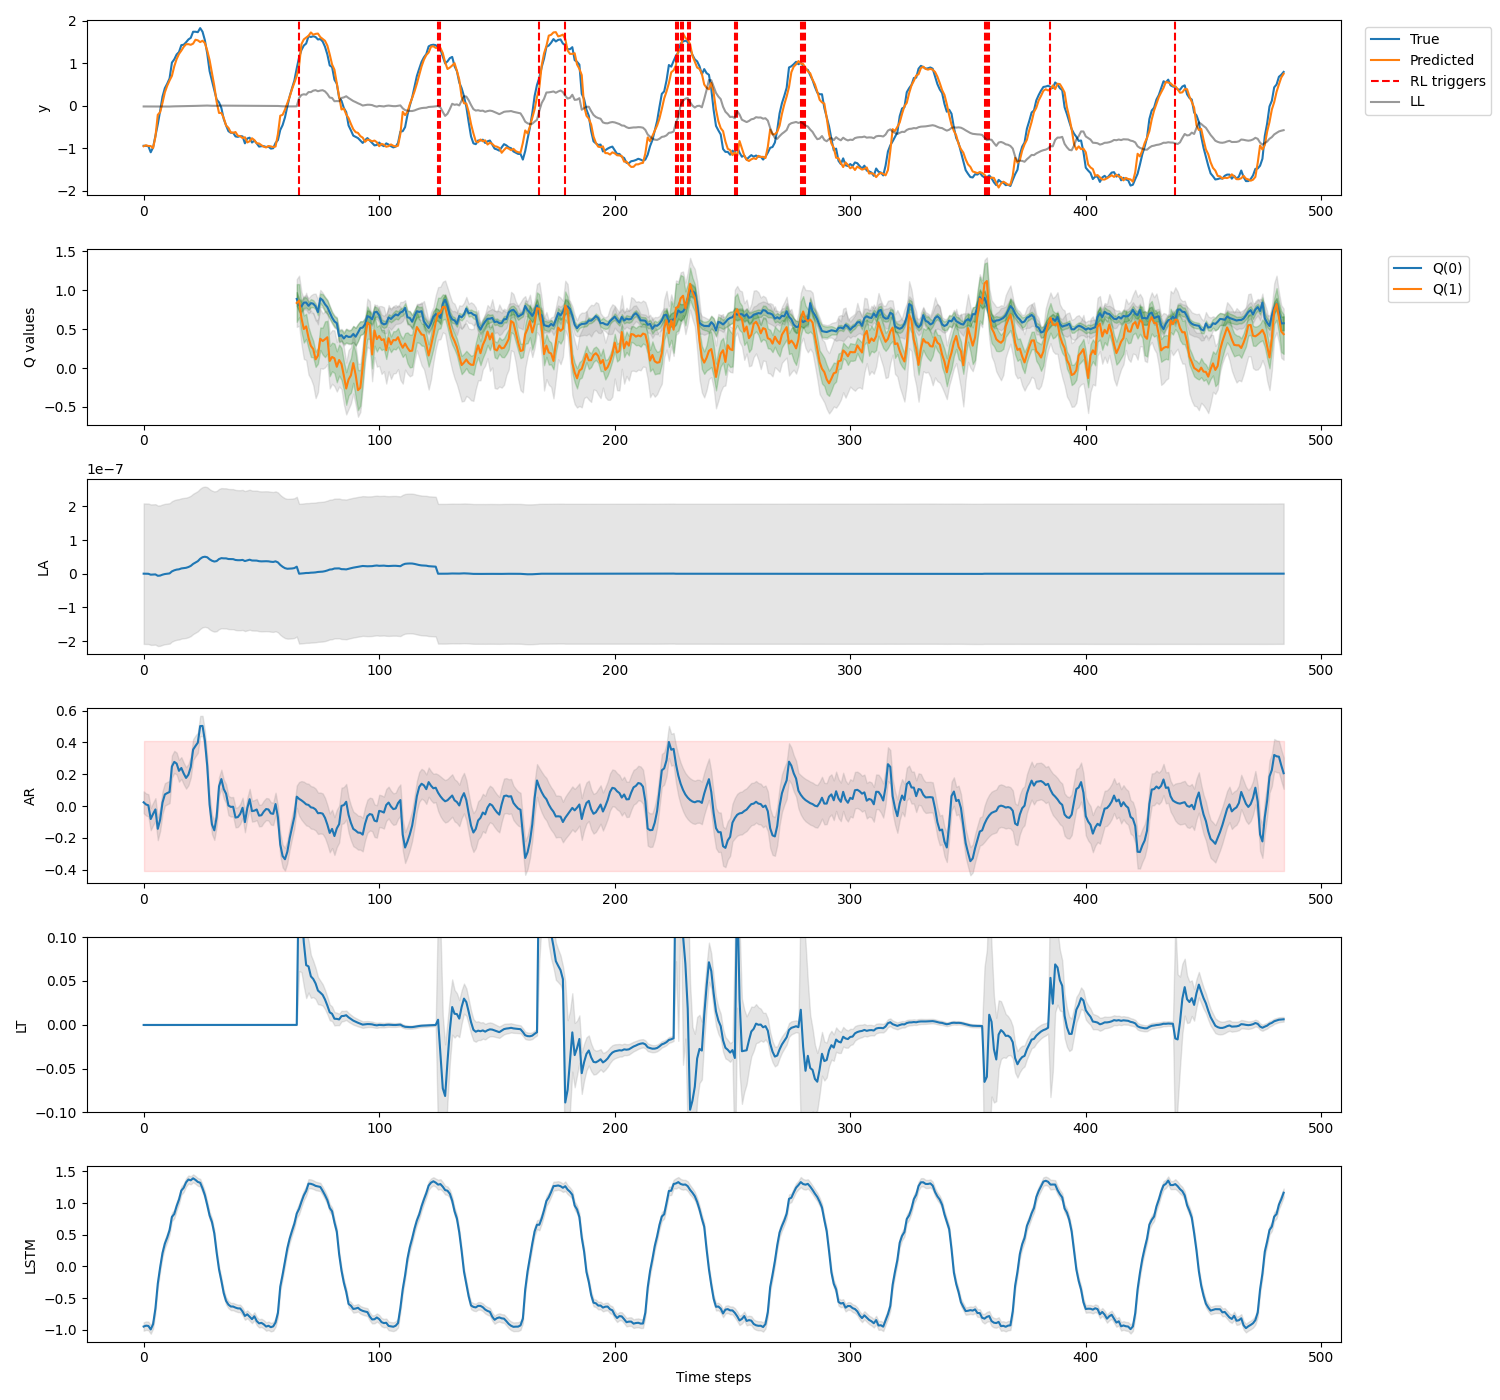 2
1
0
−1
−2
y
0 100 200 300 400 500
True
Predicted
RL triggers
LL
1.5
1.0
0.5
0.0
−0.5
Q values
0 100 200 300 400 500
Q(0)
Q(1)
1e−7
2
1
0
−1
−2
LA
0 100 200 300 400 500
0.6
0.4
0.2
0.0
−0.2
−0.4
AR
0 100 200 300 400 500
0.10
0.05
0.00
−0.05
−0.10
LT
0 100 200 300 400 500
1.5
1.0
0.5
0.0
−0.5
−1.0
LSTM
0 100 200 300 400 500
Time steps